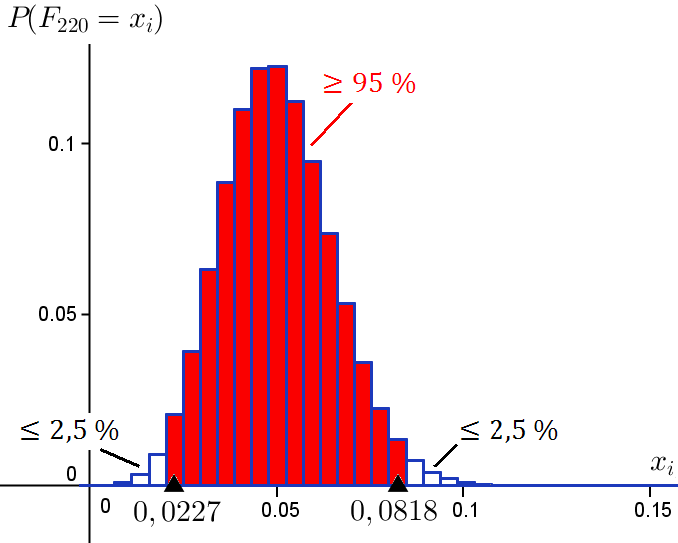 P(F₂₂₀ = xᵢ)
≥ 95 %
0.1
0.05
≤ 2,5 %
≤ 2,5 %
0
xᵢ
0
0,0227
0.05
0,0818
0.1
0.15